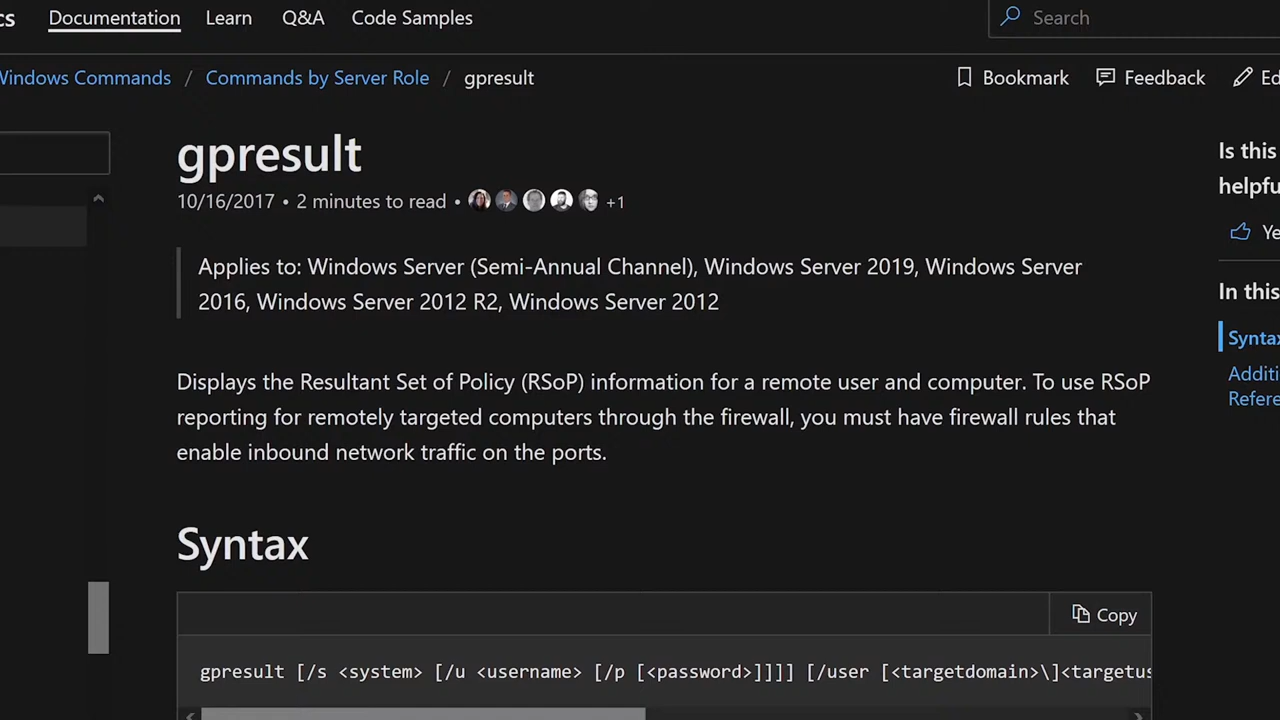 Documentation Learn Q&A Code Samples Search
Windows Commands / Commands by Server Role / gpresult Bookmark Feedback
gpresult
10/16/2017 • 2 minutes to read • +1
Applies to: Windows Server (Semi-Annual Channel), Windows Server 2019, Windows Server
2016, Windows Server 2012 R2, Windows Server 2012
Displays the Resultant Set of Policy (RSoP) information for a remote user and computer. To use RSoP
reporting for remotely targeted computers through the firewall, you must have firewall rules that
enable inbound network traffic on the ports.
Syntax
Copy
gpresult [/s <system> [/u <username> [/p [<password>]]]] [/user [<targetdomain>\]<targetus
Is this
helpfu
Ye
In this
Syntax
Additi
Refere